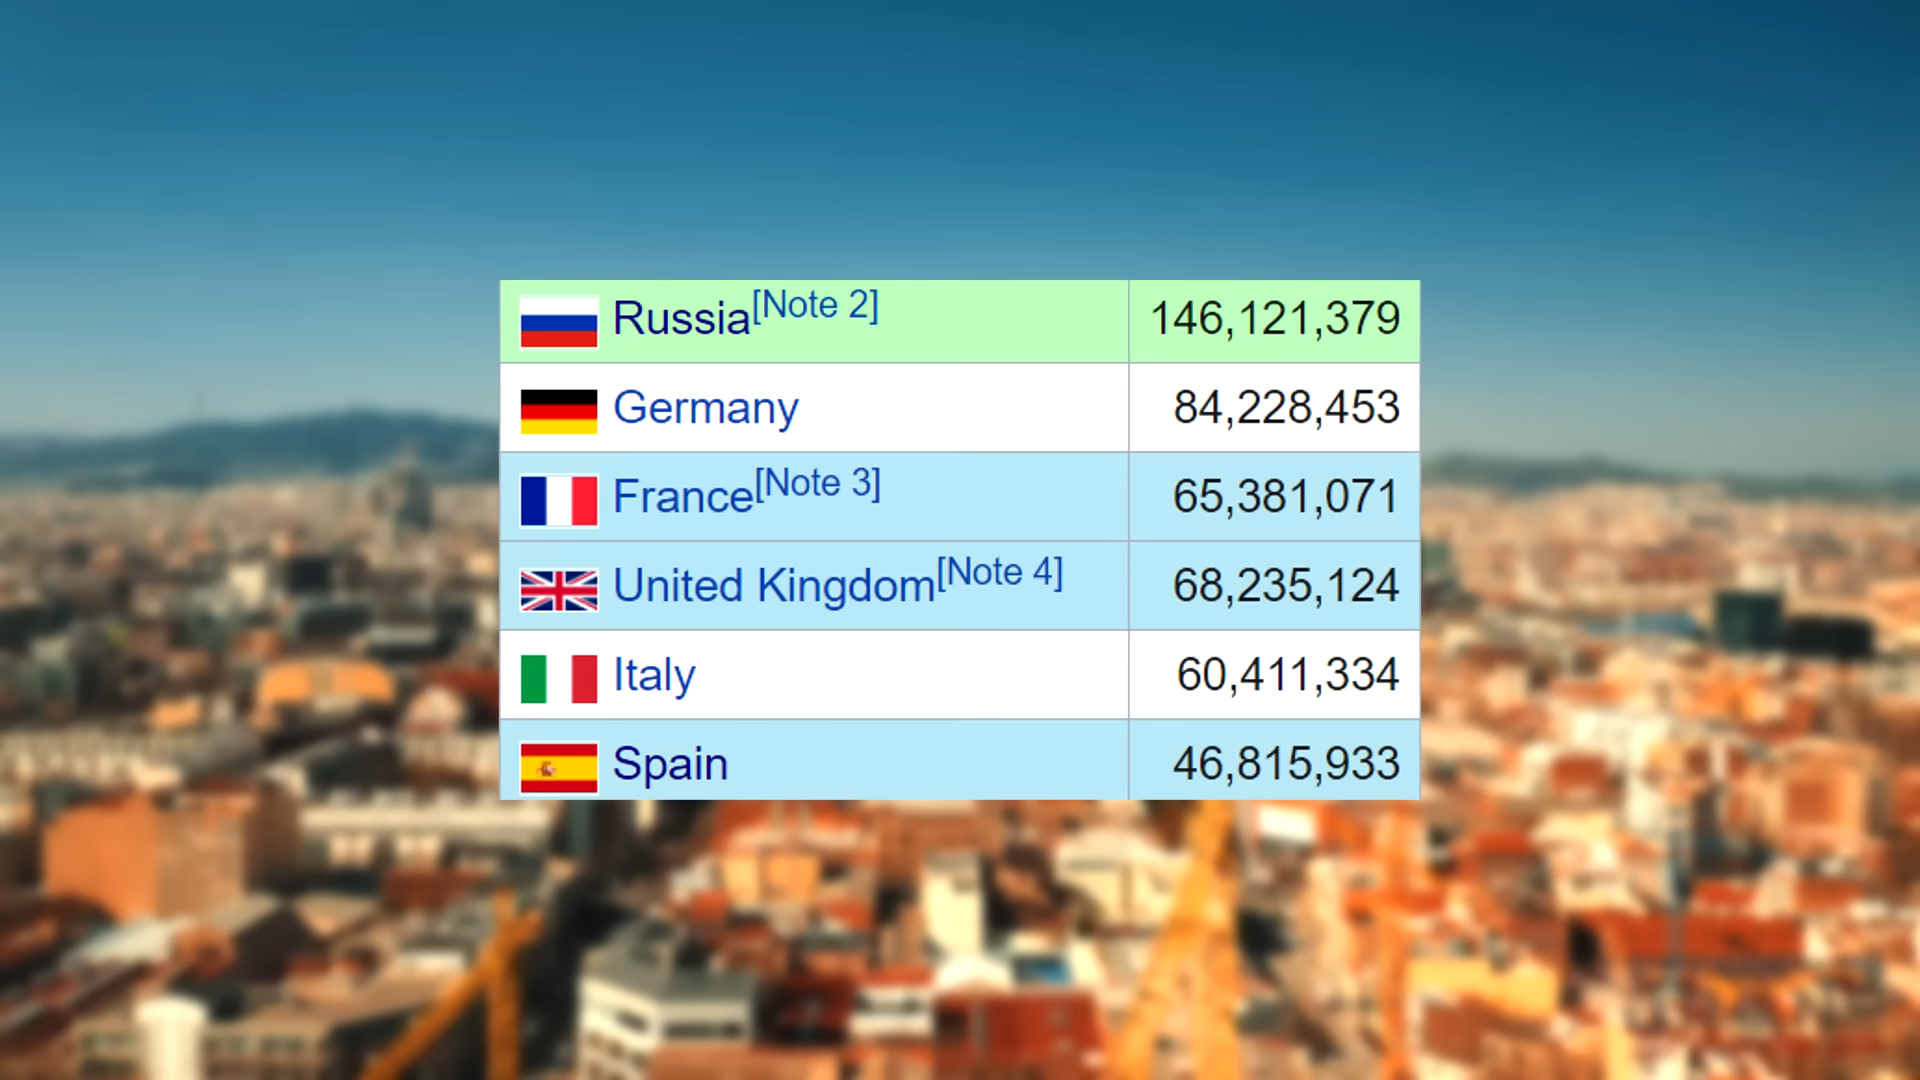 Russia[Note 2] 146,121,379
Germany 84,228,453
France[Note 3] 65,381,071
United Kingdom[Note 4] 68,235,124
Italy 60,411,334
Spain 46,815,933